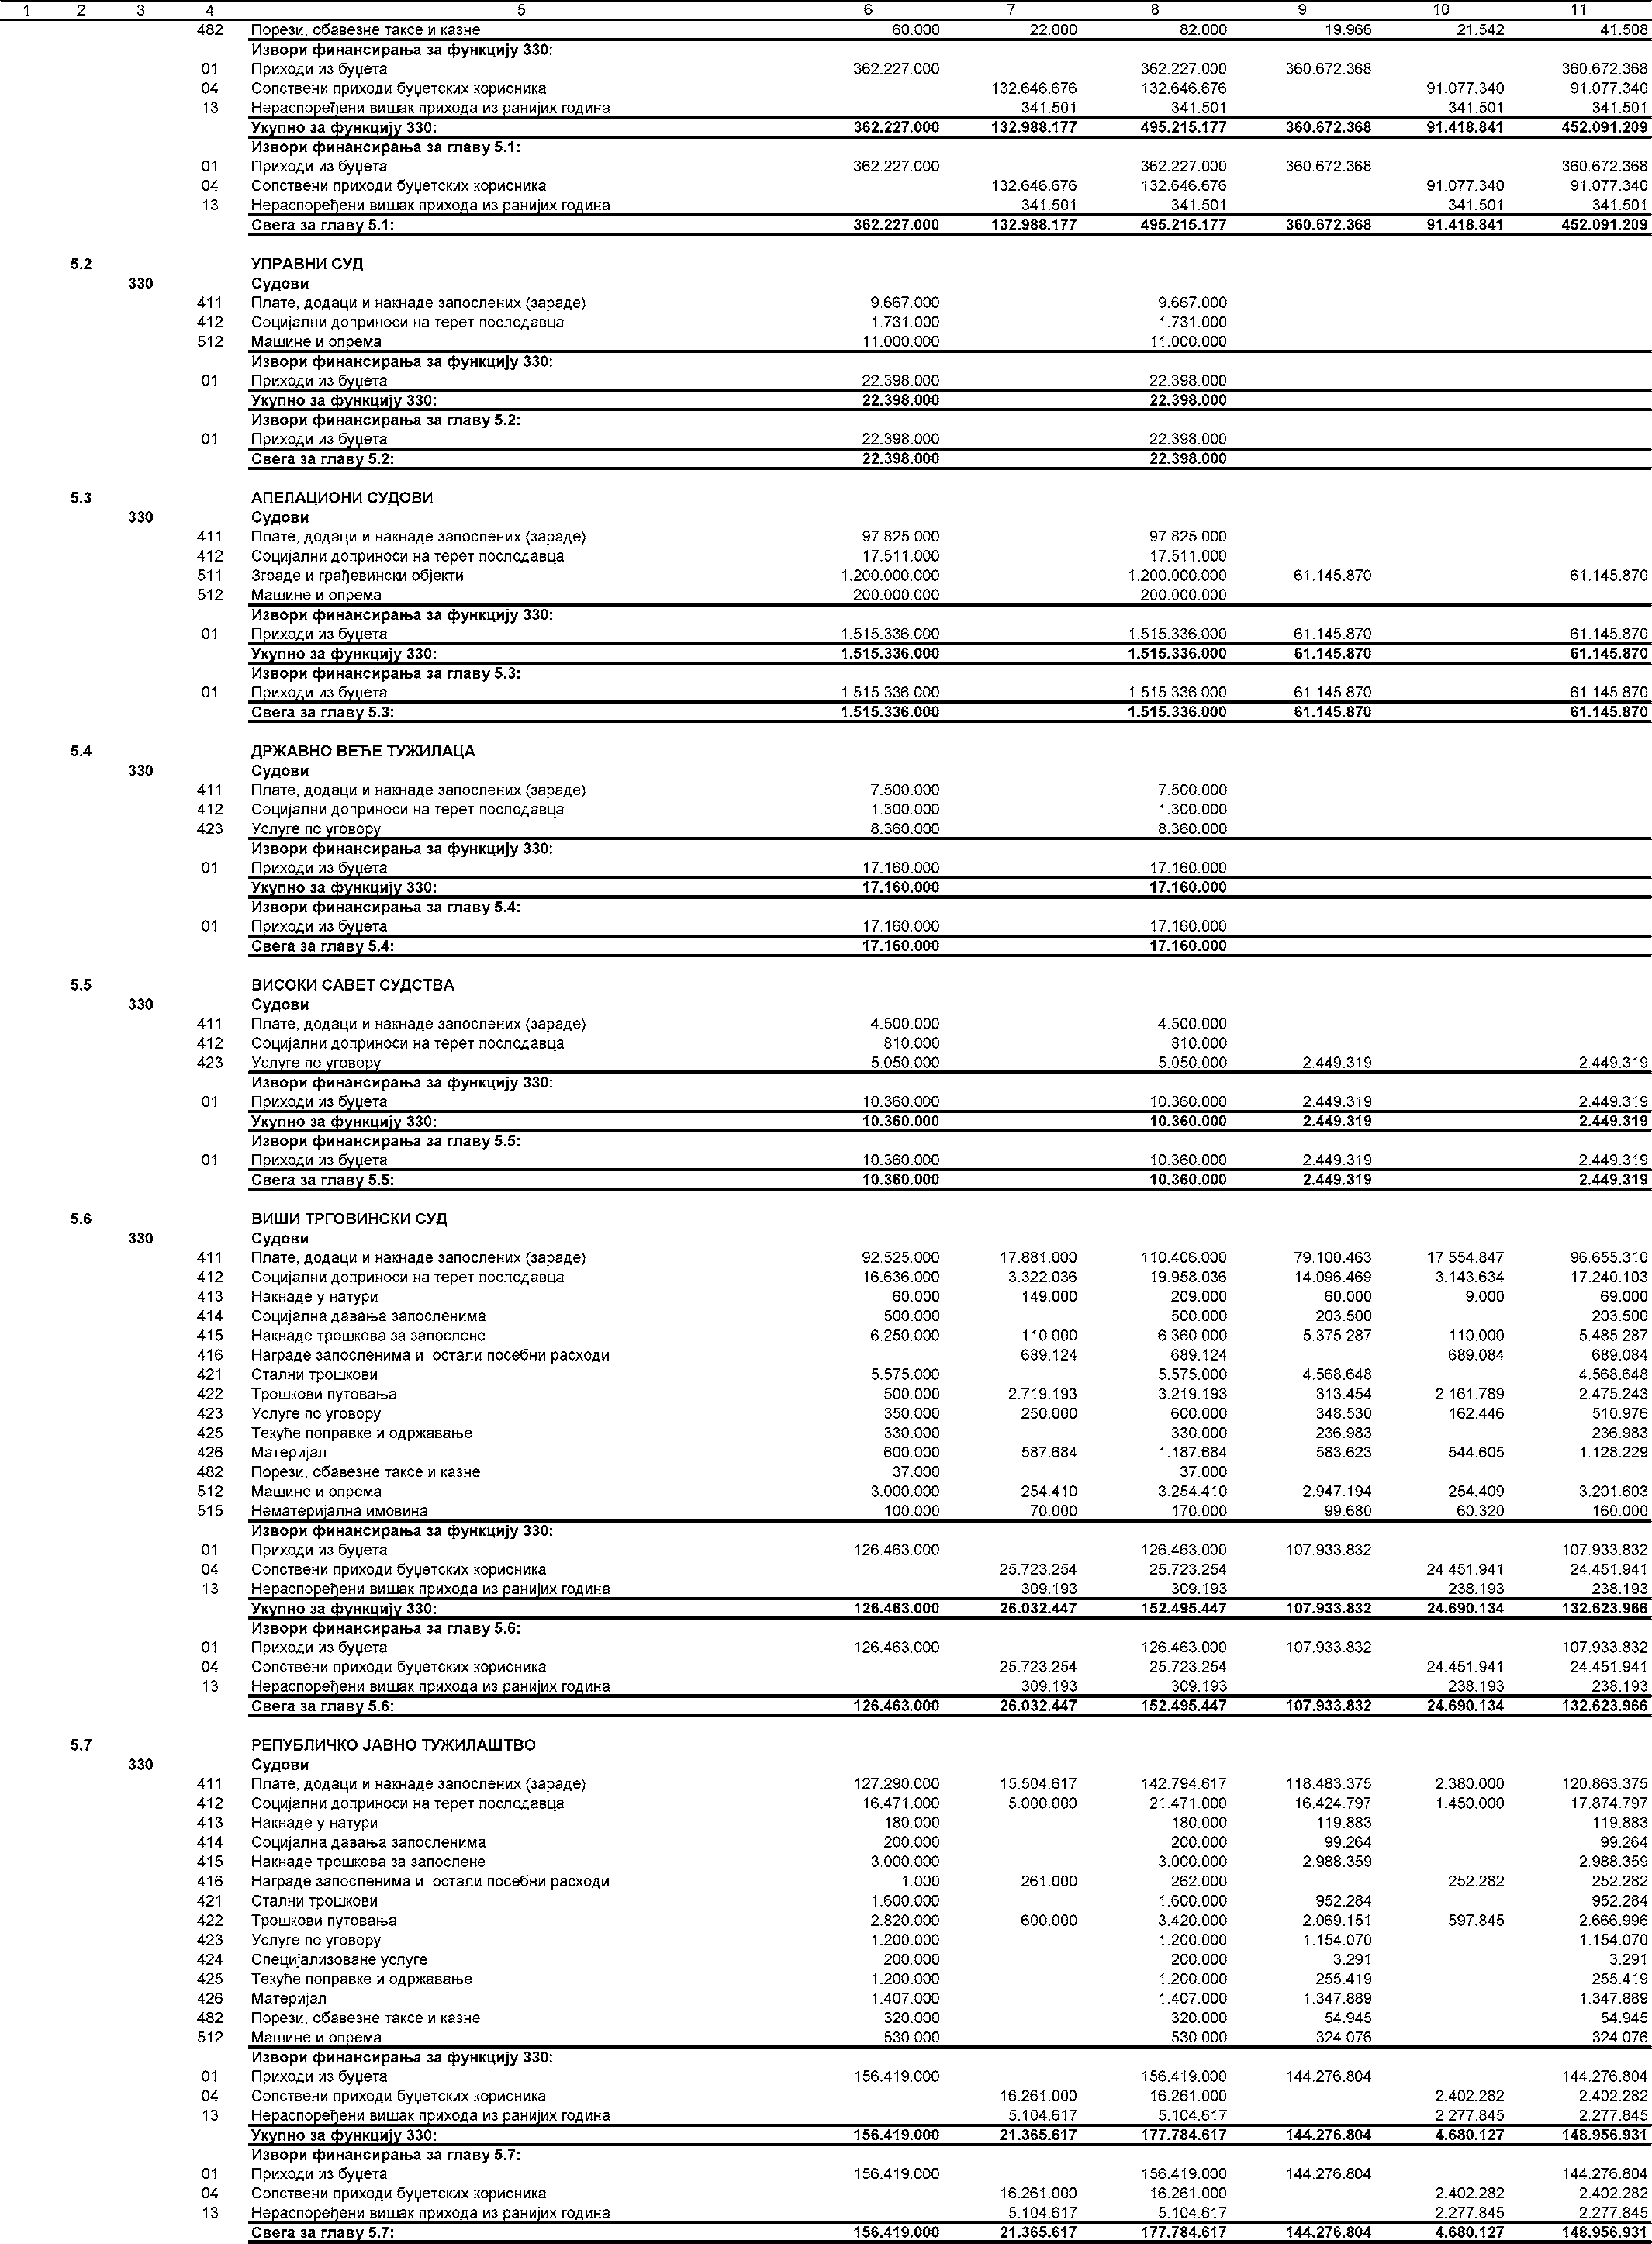 1 2 3 4 5 6 7 8 9 10 11
482 Порези, обавезне таксе и казне 60.000 22.000 82.000 19.966 21.542 41.508
Извори финансирања за функцију 330:
01 Приходи из буџета 362.227.000 362.227.000 360.672.368 360.672.368
04 Сопствени приходи буџетских корисника 132.646.676 132.646.676 91.077.340 91.077.340
13 Нераспоређени вишак прихода из ранијих година 341.501 341.501 341.501 341.501
Укупно за функцију 330: 362.227.000 132.988.177 495.215.177 360.672.368 91.418.841 452.091.209
Извори финансирања за главу 5.1:
01 Приходи из буџета 362.227.000 362.227.000 360.672.368 360.672.368
04 Сопствени приходи буџетских корисника 132.646.676 132.646.676 91.077.340 91.077.340
13 Нераспоређени вишак прихода из ранијих година 341.501 341.501 341.501 341.501
Свега за главу 5.1: 362.227.000 132.988.177 495.215.177 360.672.368 91.418.841 452.091.209
5.2 УПРАВНИ СУД
330 Судови
411 Плате, додаци и накнаде запослених (зараде) 9.667.000 9.667.000
412 Социјални доприноси на терет послодавца 1.731.000 1.731.000
512 Машине и опрема 11.000.000 11.000.000
Извори финансирања за функцију 330:
01 Приходи из буџета 22.398.000 22.398.000
Укупно за функцију 330: 22.398.000 22.398.000
Извори финансирања за главу 5.2:
01 Приходи из буџета 22.398.000 22.398.000
Свега за главу 5.2: 22.398.000 22.398.000
5.3 АПЕЛАЦИОНИ СУДОВИ
330 Судови
411 Плате, додаци и накнаде запослених (зараде) 97.825.000 97.825.000
412 Социјални доприноси на терет послодавца 17.511.000 17.511.000
511 Зграде и грађевински објекти 1.200.000.000 1.200.000.000 61.145.870 61.145.870
512 Машине и опрема 200.000.000 200.000.000
Извори финансирања за функцију 330:
01 Приходи из буџета 1.515.336.000 1.515.336.000 61.145.870 61.145.870
Укупно за функцију 330: 1.515.336.000 1.515.336.000 61.145.870 61.145.870
Извори финансирања за главу 5.3:
01 Приходи из буџета 1.515.336.000 1.515.336.000 61.145.870 61.145.870
Свега за главу 5.3: 1.515.336.000 1.515.336.000 61.145.870 61.145.870
5.4 ДРЖАВНО ВЕЋЕ ТУЖИЛАЦА
330 Судови
411 Плате, додаци и накнаде запослених (зараде) 7.500.000 7.500.000
412 Социјални доприноси на терет послодавца 1.300.000 1.300.000
423 Услуге по уговору 8.360.000 8.360.000
Извори финансирања за функцију 330:
01 Приходи из буџета 17.160.000 17.160.000
Укупно за функцију 330: 17.160.000 17.160.000
Извори финансирања за главу 5.4:
01 Приходи из буџета 17.160.000 17.160.000
Свега за главу 5.4: 17.160.000 17.160.000
5.5 ВИСОКИ САВЕТ СУДСТВА
330 Судови
411 Плате, додаци и накнаде запослених (зараде) 4.500.000 4.500.000
412 Социјални доприноси на терет послодавца 810.000 810.000
423 Услуге по уговору 5.050.000 5.050.000 2.449.319 2.449.319
Извори финансирања за функцију 330:
01 Приходи из буџета 10.360.000 10.360.000 2.449.319 2.449.319
Укупно за функцију 330: 10.360.000 10.360.000 2.449.319 2.449.319
Извори финансирања за главу 5.5:
01 Приходи из буџета 10.360.000 10.360.000 2.449.319 2.449.319
Свега за главу 5.5: 10.360.000 10.360.000 2.449.319 2.449.319
5.6 ВИШИ ТРГОВИНСКИ СУД
330 Судови
411 Плате, додаци и накнаде запослених (зараде) 92.525.000 17.881.000 110.406.000 79.100.463 17.554.847 96.655.310
412 Социјални доприноси на терет послодавца 16.636.000 3.322.036 19.958.036 14.096.469 3.143.634 17.240.103
413 Накнаде у натури 60.000 149.000 209.000 60.000 9.000 69.000
414 Социјална давања запосленима 500.000 500.000 203.500 203.500
415 Накнаде трошкова за запослене 6.250.000 110.000 6.360.000 5.375.287 110.000 5.485.287
416 Награде запосленима и остали посебни расходи 689.124 689.124 689.084 689.084
421 Стални трошкови 5.575.000 5.575.000 4.568.648 4.568.648
422 Трошкови путовања 500.000 2.719.193 3.219.193 313.454 2.161.789 2.475.243
423 Услуге по уговору 350.000 250.000 600.000 348.530 162.446 510.976
425 Текуће поправке и одржавање 330.000 330.000 236.983 236.983
426 Материјал 600.000 587.684 1.187.684 583.623 544.605 1.128.229
482 Порези, обавезне таксе и казне 37.000 37.000
512 Машине и опрема 3.000.000 254.410 3.254.410 2.947.194 254.409 3.201.603
515 Нематеријална имовина 100.000 70.000 170.000 99.680 60.320 160.000
Извори финансирања за функцију 330:
01 Приходи из буџета 126.463.000 126.463.000 107.933.832 107.933.832
04 Сопствени приходи буџетских корисника 25.723.254 25.723.254 24.451.941 24.451.941
13 Нераспоређени вишак прихода из ранијих година 309.193 309.193 238.193 238.193
Укупно за функцију 330: 126.463.000 26.032.447 152.495.447 107.933.832 24.690.134 132.623.966
Извори финансирања за главу 5.6:
01 Приходи из буџета 126.463.000 126.463.000 107.933.832 107.933.832
04 Сопствени приходи буџетских корисника 25.723.254 25.723.254 24.451.941 24.451.941
13 Нераспоређени вишак прихода из ранијих година 309.193 309.193 238.193 238.193
Свега за главу 5.6: 126.463.000 26.032.447 152.495.447 107.933.832 24.690.134 132.623.966
5.7 РЕПУБЛИЧКО ЈАВНО ТУЖИЛАШТВО
330 Судови
411 Плате, додаци и накнаде запослених (зараде) 127.290.000 15.504.617 142.794.617 118.483.375 2.380.000 120.863.375
412 Социјални доприноси на терет послодавца 16.471.000 5.000.000 21.471.000 16.424.797 1.450.000 17.874.797
413 Накнаде у натури 180.000 180.000 119.883 119.883
414 Социјална давања запосленима 200.000 200.000 99.264 99.264
415 Накнаде трошкова за запослене 3.000.000 3.000.000 2.988.359 2.988.359
416 Награде запосленима и остали посебни расходи 1.000 261.000 262.000 252.282 252.282
421 Стални трошкови 1.600.000 1.600.000 952.284 952.284
422 Трошкови путовања 2.820.000 600.000 3.420.000 2.069.151 597.845 2.666.996
423 Услуге по уговору 1.200.000 1.200.000 1.154.070 1.154.070
424 Специјализоване услуге 200.000 200.000 3.291 3.291
425 Текуће поправке и одржавање 1.200.000 1.200.000 255.419 255.419
426 Материјал 1.407.000 1.407.000 1.347.889 1.347.889
482 Порези, обавезне таксе и казне 320.000 320.000 54.945 54.945
512 Машине и опрема 530.000 530.000 324.076 324.076
Извори финансирања за функцију 330:
01 Приходи из буџета 156.419.000 156.419.000 144.276.804 144.276.804
04 Сопствени приходи буџетских корисника 16.261.000 16.261.000 2.402.282 2.402.282
13 Нераспоређени вишак прихода из ранијих година 5.104.617 5.104.617 2.277.845 2.277.845
Укупно за функцију 330: 156.419.000 21.365.617 177.784.617 144.276.804 4.680.127 148.956.931
Извори финансирања за главу 5.7:
01 Приходи из буџета 156.419.000 156.419.000 144.276.804 144.276.804
04 Сопствени приходи буџетских корисника 16.261.000 16.261.000 2.402.282 2.402.282
13 Нераспоређени вишак прихода из ранијих година 5.104.617 5.104.617 2.277.845 2.277.845
Свега за главу 5.7: 156.419.000 21.365.617 177.784.617 144.276.804 4.680.127 148.956.931